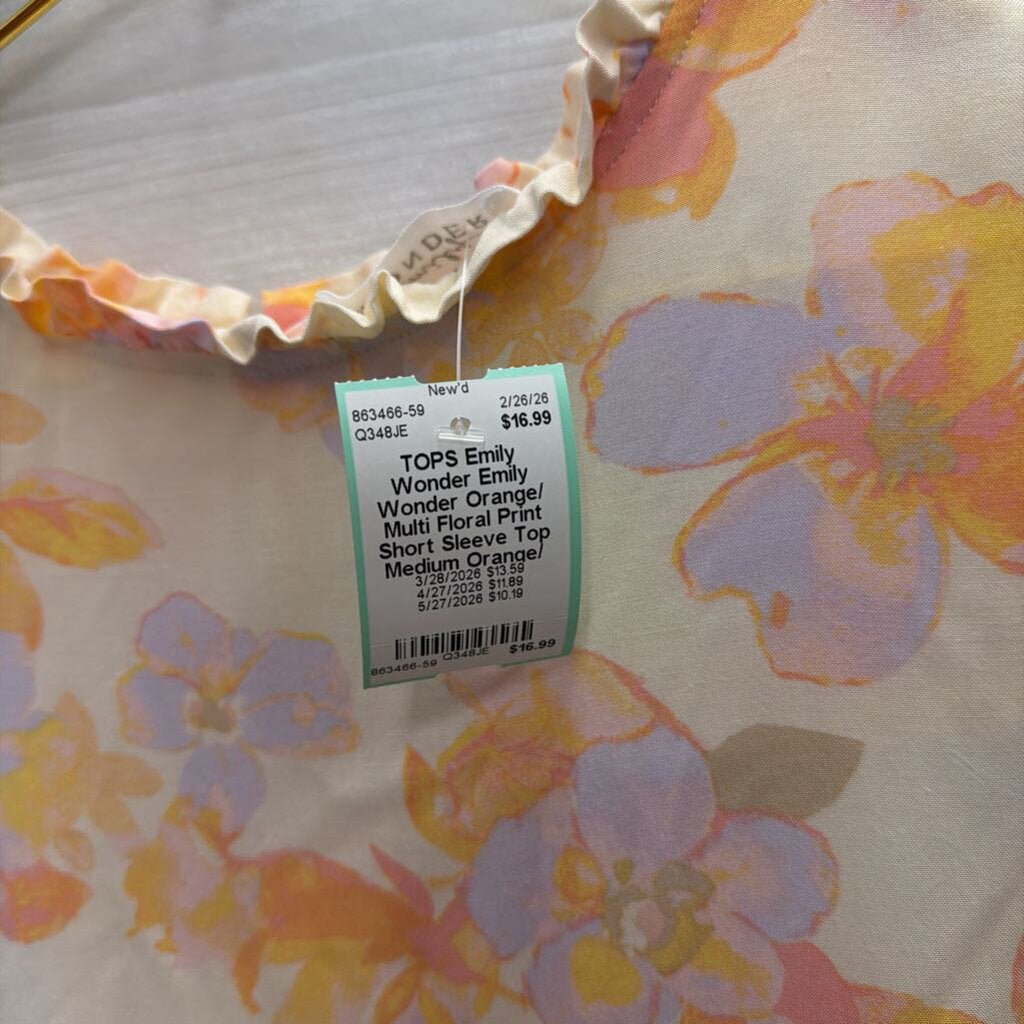 New'd
863466-59 2/26/26
Q348JE $16.99
TOPS Emily
Wonder Emily
Wonder Orange/
Multi Floral Print
Short Sleeve Top
Medium Orange/
3/28/2026 $13.59
4/27/2026 $11.89
5/27/2026 $10.19
863466-59 Q348JE $16.99